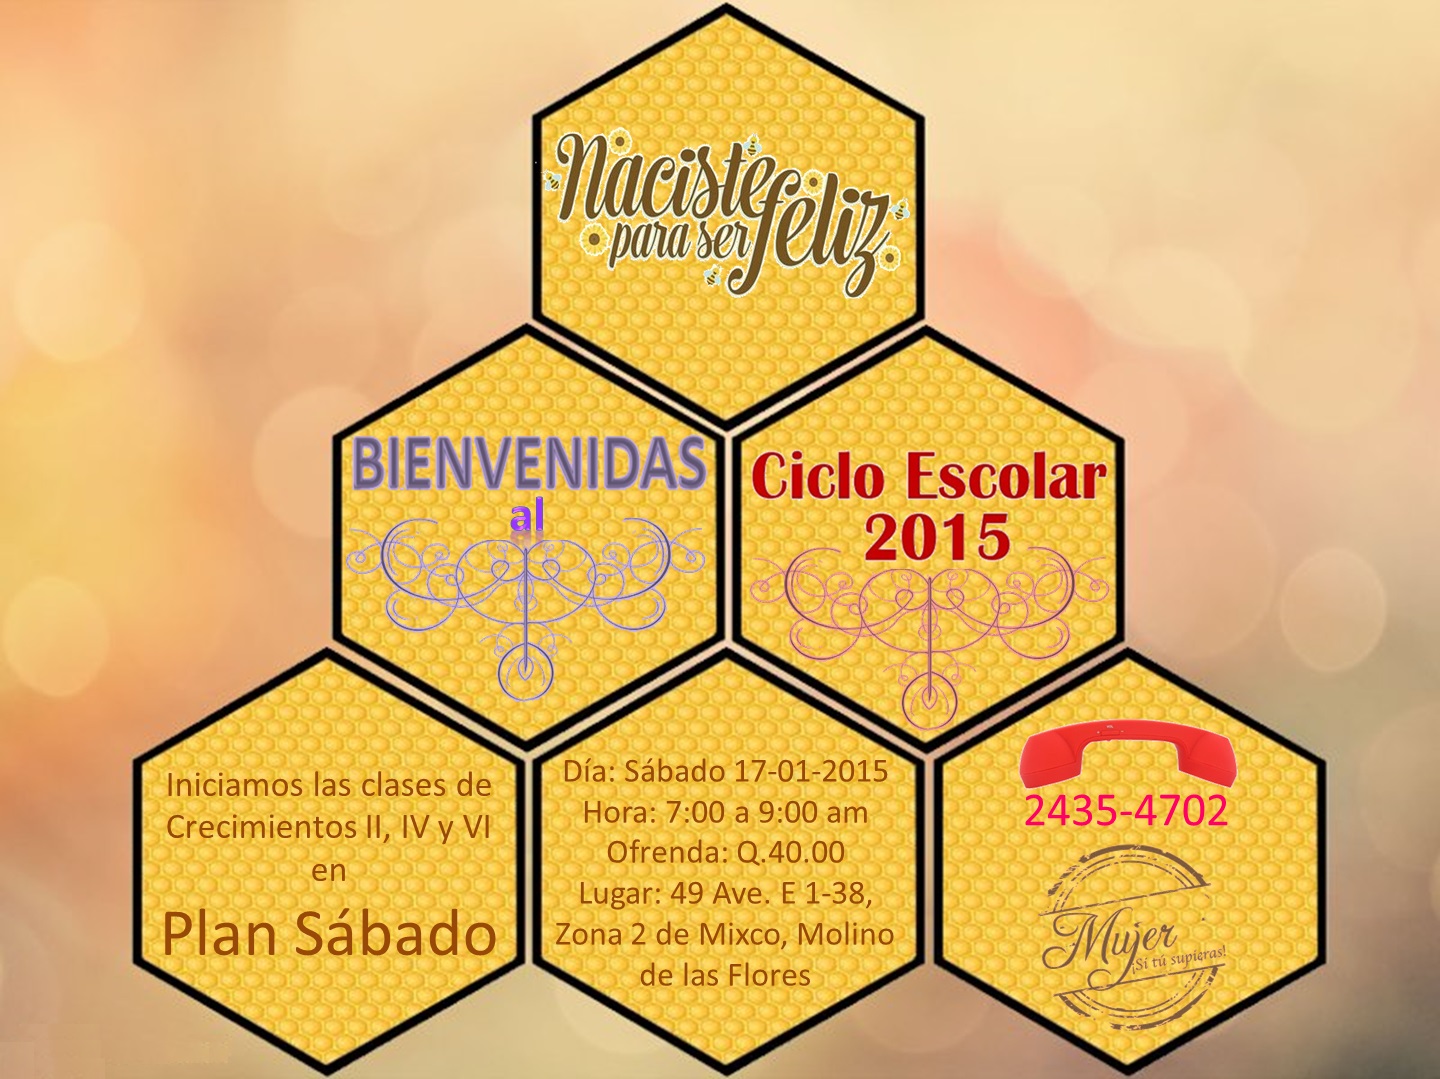 Naciste
para ser feliz
BIENVENIDAS
al
Ciclo Escolar
2015
Iniciamos las clases de
Crecimientos II, IV y VI
en
Plan Sábado
Día: Sábado 17-01-2015
Hora: 7:00 a 9:00 am
Ofrenda: Q.40.00
Lugar: 49 Ave. E 1-38,
Zona 2 de Mixco, Molino
de las Flores
2435-4702
Mujer
¡Si tú supieras!